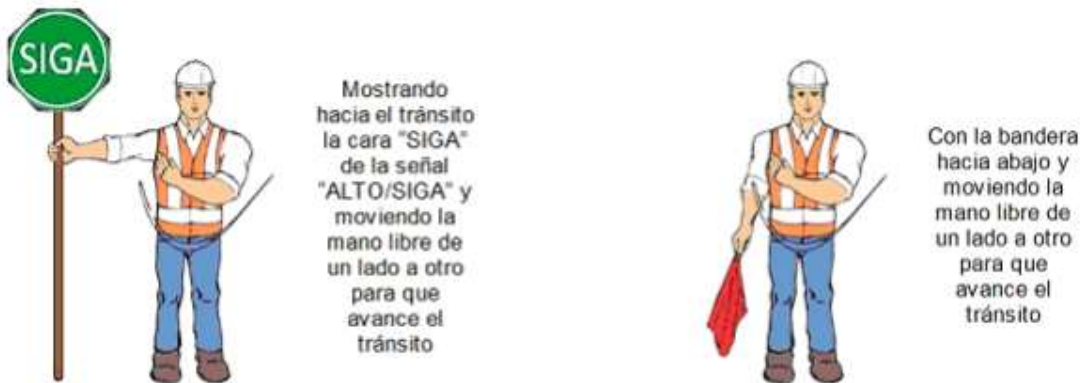 SIGA
Mostrando
hacia el tránsito
la cara "SIGA"
de la señal
"ALTO/SIGA" y
moviendo la
mano libre de
un lado a otro
para que
avance el
tránsito
Con la bandera
hacia abajo y
moviendo la
mano libre de
un lado a otro
para que
avance el
tránsito